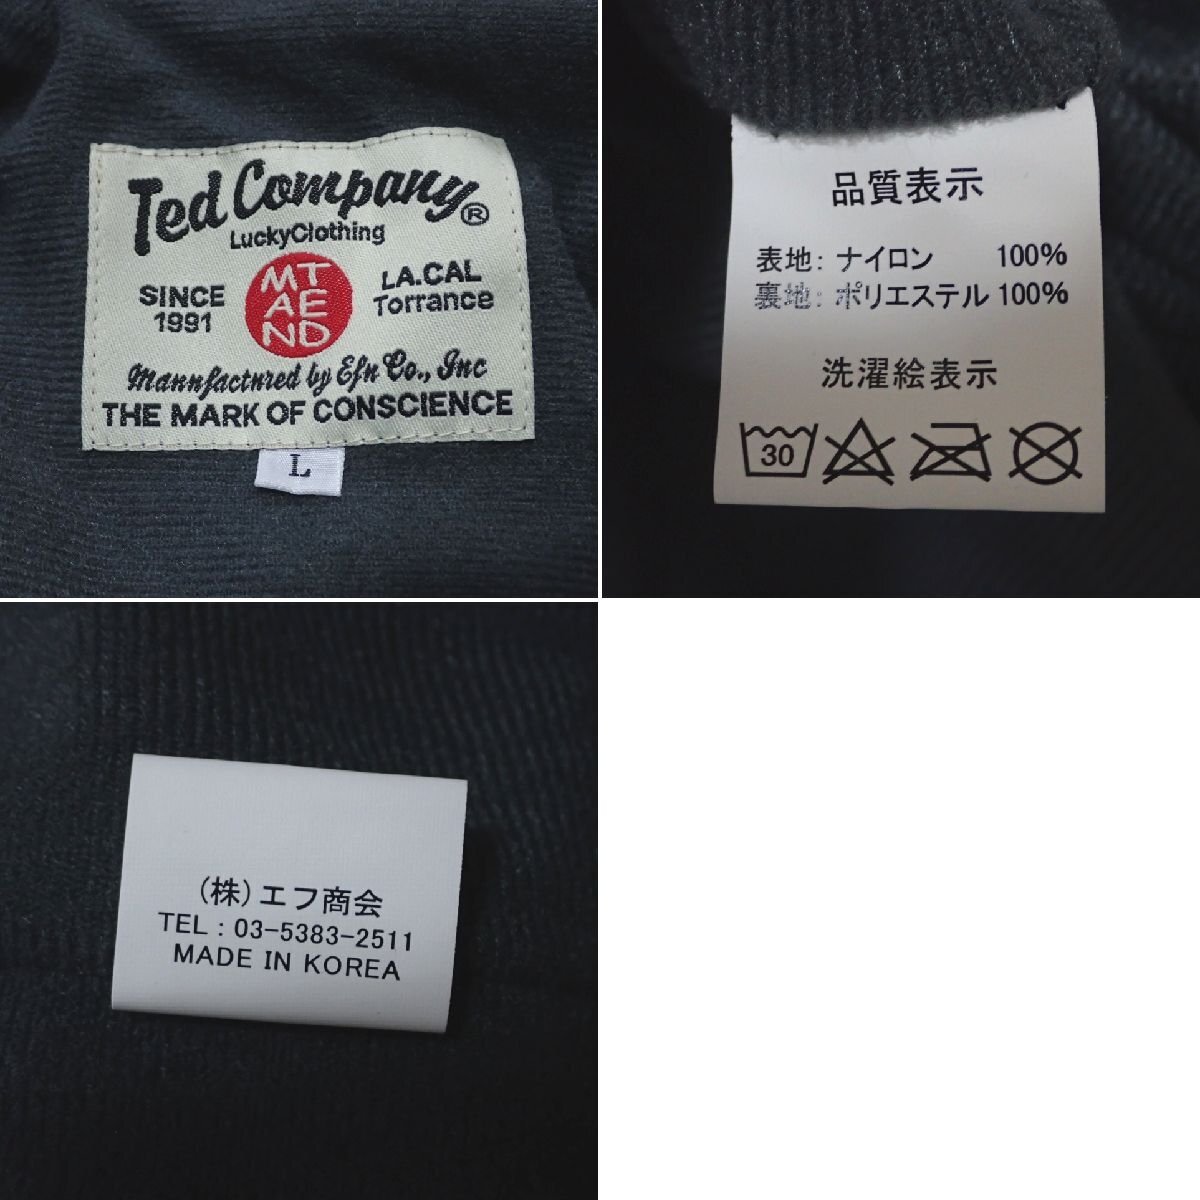 Ted Company®
LuckyClothing
SINCE
1991
MT
AE
ND
LA.CAL
Torrance
Mannfactnred by Efn Co., Inc
THE MARK OF CONSCIENCE
L
品質表示
表地: ナイロン 100%
裏地: ポリエステル 100%
洗濯絵表示
30
(株)エフ商会
TEL : 03-5383-2511
MADE IN KOREA